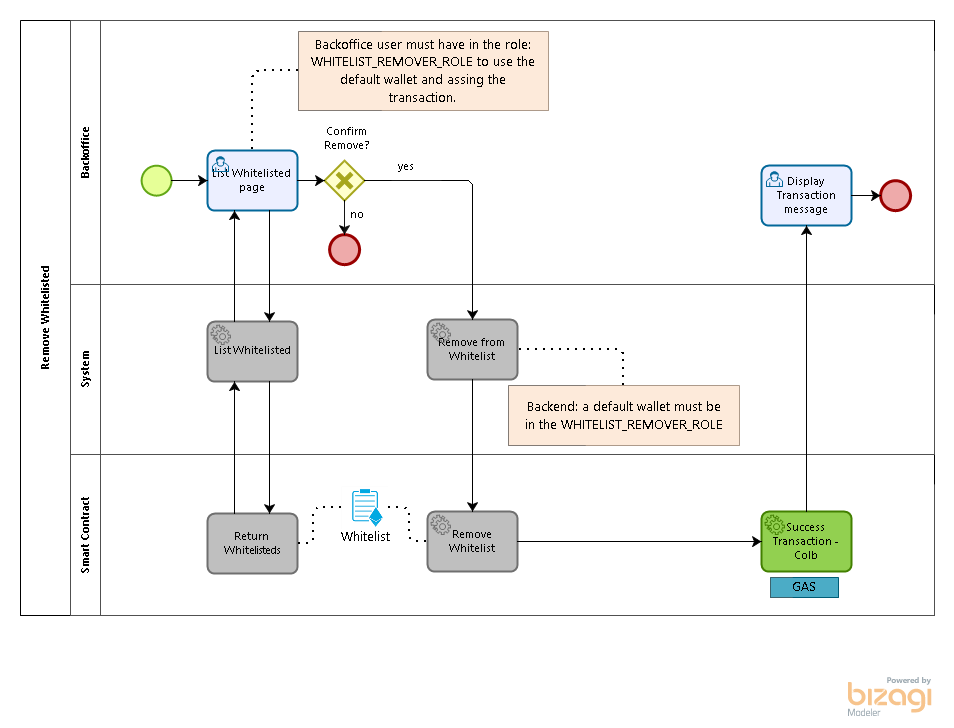 Remove Whitelisted
Backoffice
Backoffice user must have in the role:
WHITELIST_REMOVER_ROLE to use the
default wallet and assing the
transaction.
List Whitelisted
page
Confirm
Remove?
yes
no
Display
Transaction
message
System
List Whitelisted
Remove from
Whitelist
Backend: a default wallet must be
in the WHITELIST_REMOVER_ROLE
Smart Contract
Return
Whitelisteds
Whitelist
Remove
Whitelist
Success
Transaction -
Colb
GAS
Powered by
bizagi
Modeler